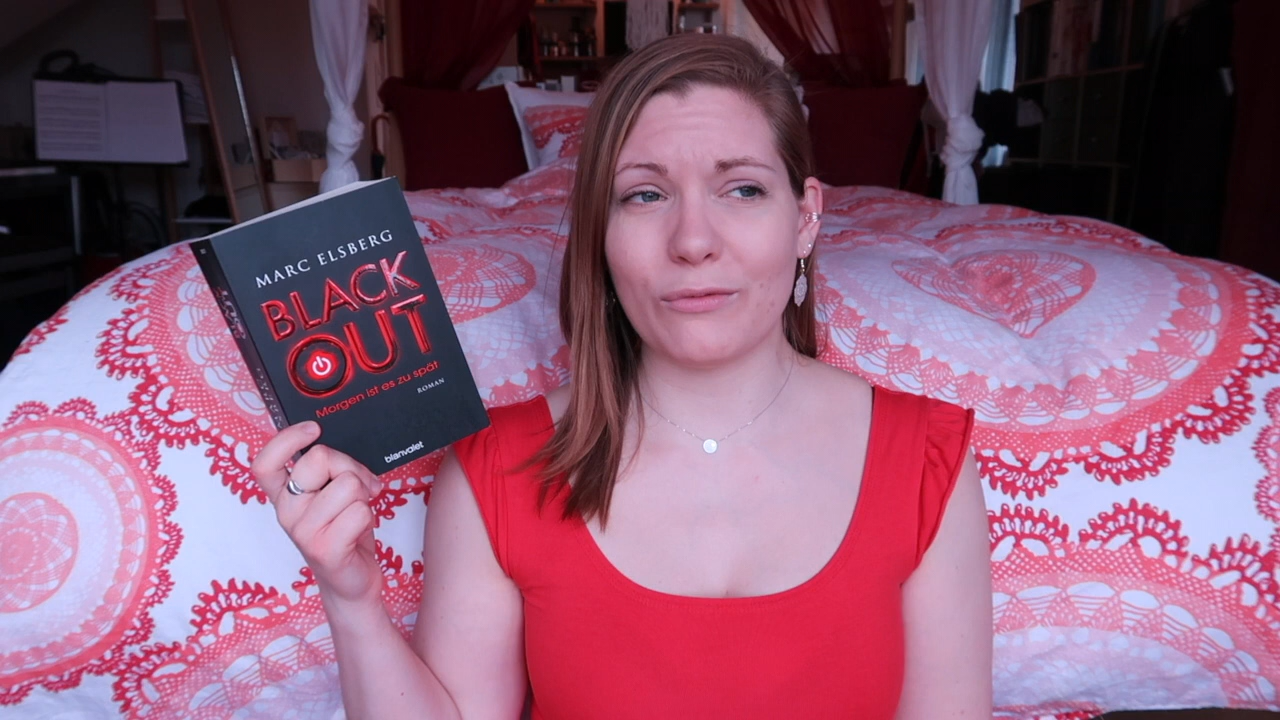 MARC ELSBERG
BLACK
OUT
Morgen ist es zu spät
ROMAN
blanvalet